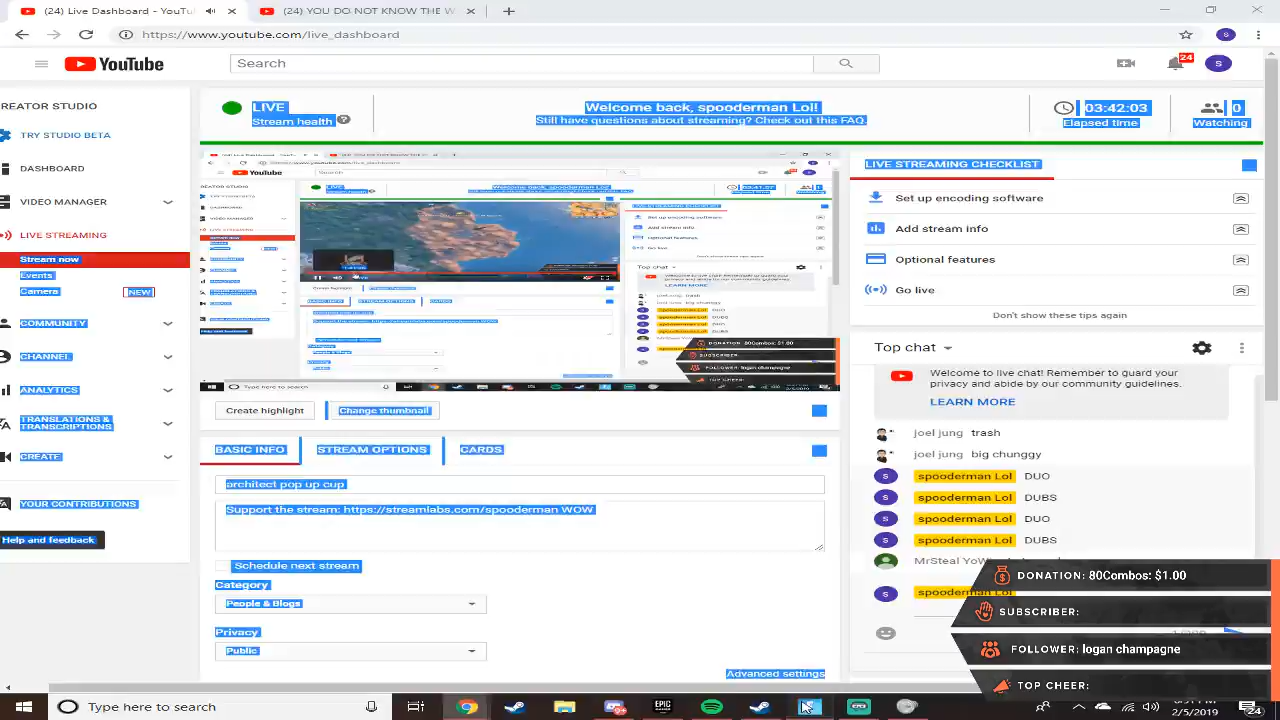 (24) Live Dashboard - YouTu
(24) YOU DO NOT KNOW THE W
https://www.youtube.com/live_dashboard
YouTube
Search
24
S
REATOR STUDIO
TRY STUDIO BETA
DASHBOARD
VIDEO MANAGER
LIVE STREAMING
Stream now
Events
Camera
[NEW]
COMMUNITY
CHANNEL
ANALYTICS
TRANSLATIONS &
TRANSCRIPTIONS
CREATE
YOUR CONTRIBUTIONS
Help and feedback
LIVE
Stream health
Welcome back, spooderman Lol!
Still have questions about streaming? Check out this FAQ.
03:42:03
Elapsed time
0
Watching
Create highlight
Change thumbnail
BASIC INFO
STREAM OPTIONS
CARDS
architect pop up cup
Support the stream: https://streamlabs.com/spooderman WOW
Schedule next stream
Category
People & Blogs
Privacy
Public
Advanced settings
LIVE STREAMING CHECKLIST
Set up encoding software
Add stream info
Optional features
Go live
Don't show these tips again
Top chat
Welcome to live chat! Remember to guard your
privacy and abide by our community guidelines.
LEARN MORE
joel jung trash
joel jung big chunggy
spooderman Lol DUO
spooderman Lol DUBS
spooderman Lol DUO
spooderman Lol DUBS
MrSteal
spooderman Lol
DONATION: 80Combos: $1.00
SUBSCRIBER:
FOLLOWER: logan champagne
TOP CHEER:
Type here to search
EPIC
2/5/2019